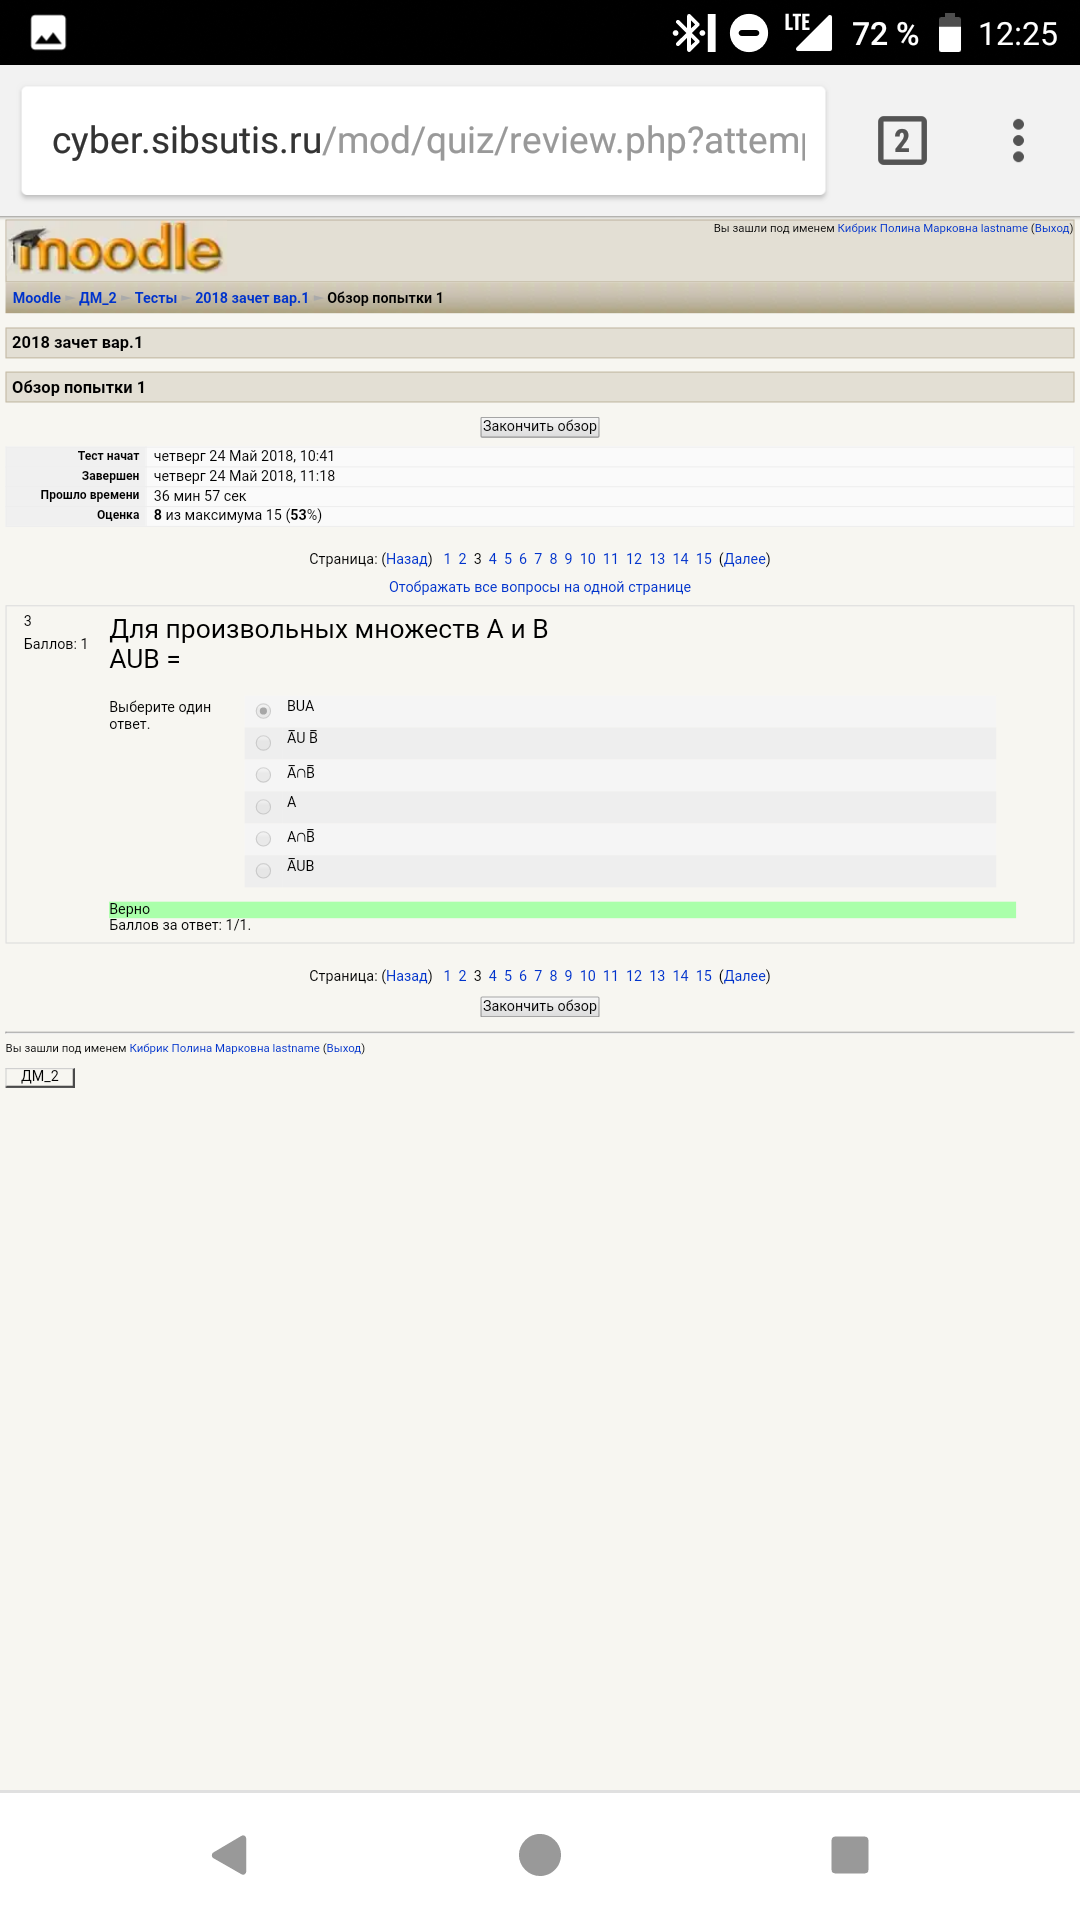 LTE 72 % 12:25
cyber.sibsutis.ru/mod/quiz/review.php?attem
2
moodle
Вы зашли под именем Кибрик Полина Марковна lastname (Выход)
Moodle ► ДМ_2 ► Тесты ► 2018 зачет вар.1 ► Обзор попытки 1
2018 зачет вар.1
Обзор попытки 1
Закончить обзор
Тест начат четверг 24 Май 2018, 10:41
Завершен четверг 24 Май 2018, 11:18
Прошло времени 36 мин 57 сек
Оценка 8 из максимума 15 (53%)
Страница: (Назад) 1 2 3 4 5 6 7 8 9 10 11 12 13 14 15 (Далее)
Отображать все вопросы на одной странице
3
Баллов: 1
Для произвольных множеств А и В
АUВ =
Выберите один
ответ.
BUA
A̅U B̅
A̅∩B̅
A
A∩B̅
A̅UB
Верно
Баллов за ответ: 1/1.
Страница: (Назад) 1 2 3 4 5 6 7 8 9 10 11 12 13 14 15 (Далее)
Закончить обзор
Вы зашли под именем Кибрик Полина Марковна lastname (Выход)
ДМ_2